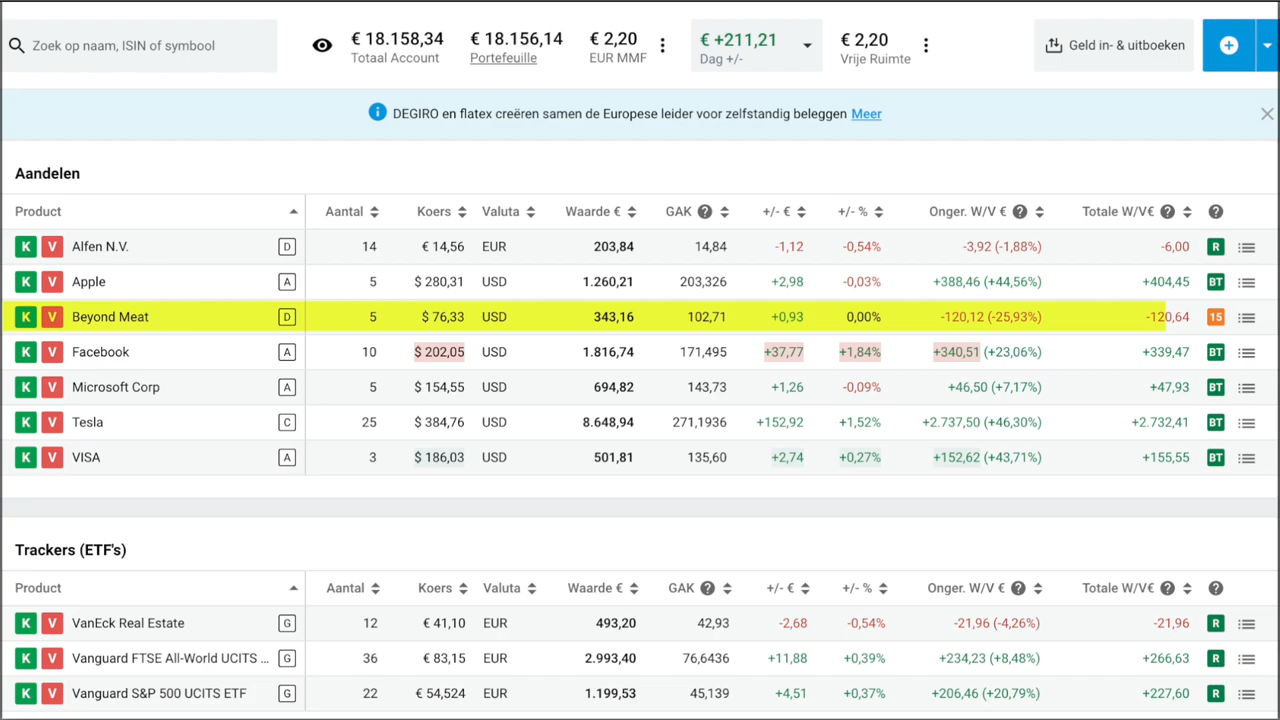 Zoek op naam, ISIN of symbool € 18.158,34 € 18.156,14 € 2,20 € +211,21 € 2,20 Geld in- & uitboeken
Totaal Account Portefeuille EUR MMF Dag +/- Vrije Ruimte
DEGIRO en flatex creëren samen de Europese leider voor zelfstandig beleggen Meer
Aandelen
Product Aantal Koers Valuta Waarde € GAK +/- € +/- % Onger. W/V € Totale W/V€
K V Alfen N.V. D 14 € 14,56 EUR 203,84 14,84 -1,12 -0,54% -3,92 (-1,88%) -6,00 R
K V Apple A 5 $ 280,31 USD 1.260,21 203,326 +2,98 -0,03% +388,46 (+44,56%) +404,45 BT
K V Beyond Meat D 5 $ 76,33 USD 343,16 102,71 +0,93 0,00% -120,12 (-25,93%) -120,64 15
K V Facebook A 10 $ 202,05 USD 1.816,74 171,495 +37,77 +1,84% +340,51 (+23,06%) +339,47 BT
K V Microsoft Corp A 5 $ 154,55 USD 694,82 143,73 +1,26 -0,09% +46,50 (+7,17%) +47,93 BT
K V Tesla C 25 $ 384,76 USD 8.648,94 271,1936 +152,92 +1,52% +2.737,50 (+46,30%) +2.732,41 BT
K V VISA A 3 $ 186,03 USD 501,81 135,60 +2,74 +0,27% +152,62 (+43,71%) +155,55 BT
Trackers (ETF's)
Product Aantal Koers Valuta Waarde € GAK +/- € +/- % Onger. W/V € Totale W/V€
K V VanEck Real Estate G 12 € 41,10 EUR 493,20 42,93 -2,68 -0,54% -21,96 (-4,26%) -21,96 R
K V Vanguard FTSE All-World UCITS ... G 36 € 83,15 EUR 2.993,40 76,6436 +11,88 +0,39% +234,23 (+8,48%) +266,63 R
K V Vanguard S&P 500 UCITS ETF G 22 € 54,524 EUR 1.199,53 45,139 +4,51 +0,37% +206,46 (+20,79%) +227,60 R